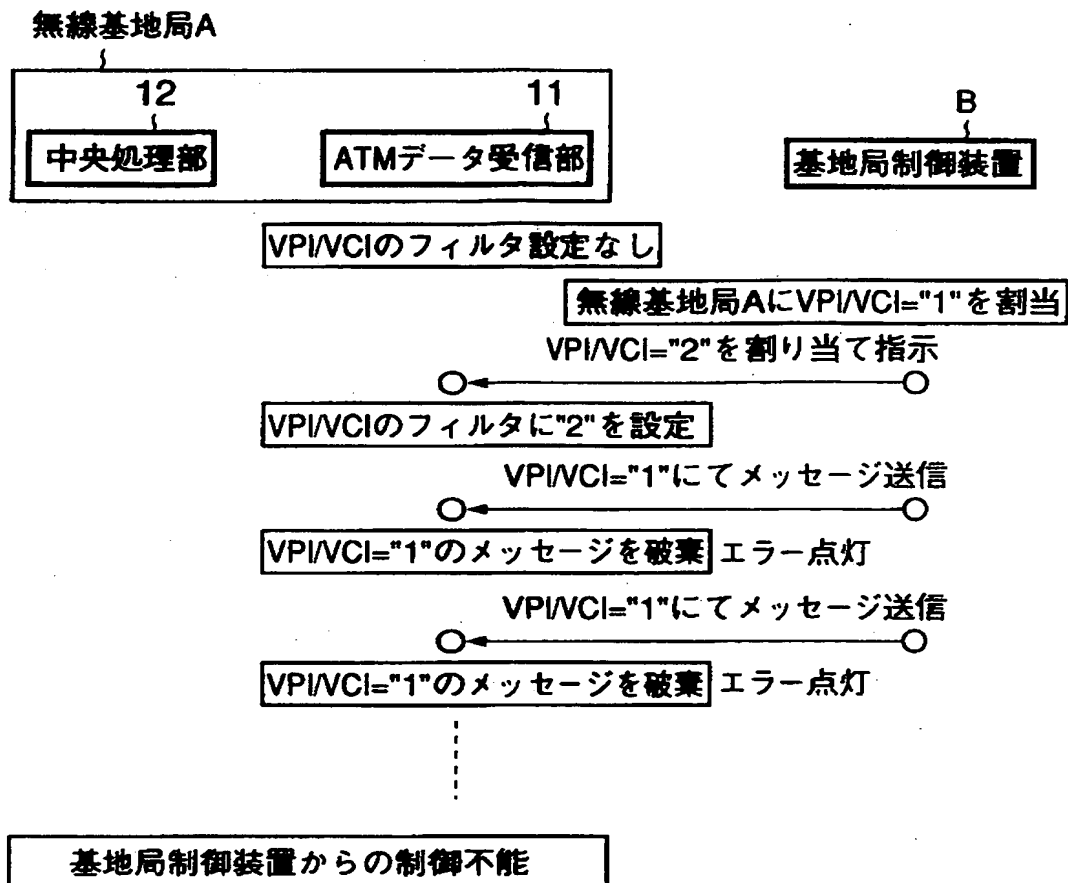 無線基地局A
12
11
B
中央処理部
ATMデータ受信部
基地局制御装置
VPI/VCIのフィルタ設定なし
無線基地局AにVPI/VCI="1"を割当
VPI/VCI="2"を割り当て指示
VPI/VCIのフィルタに"2"を設定
VPI/VCI="1"にてメッセージ送信
VPI/VCI="1"のメッセージを破棄 エラー点灯
VPI/VCI="1"にてメッセージ送信
VPI/VCI="1"のメッセージを破棄 エラー点灯
基地局制御装置からの制御不能